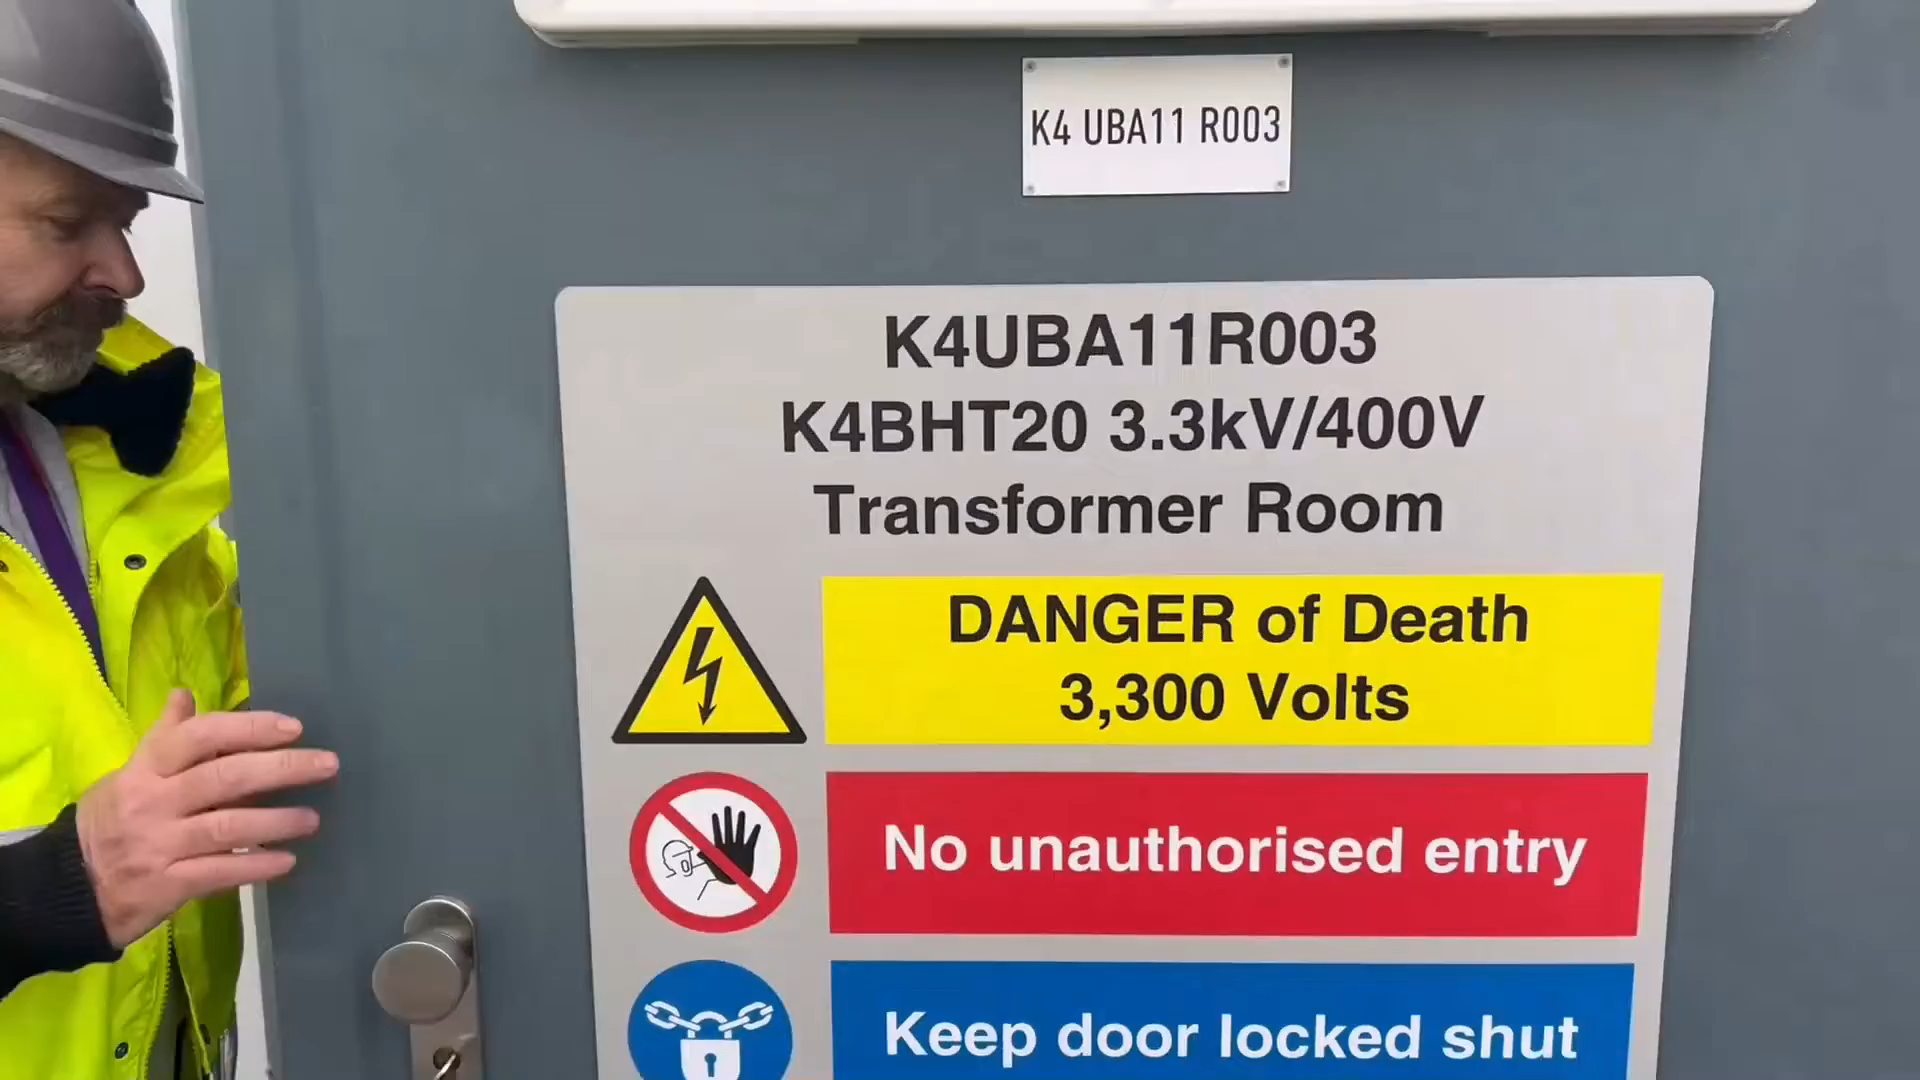 K4 UBA11 R003
K4UBA11R003
K4BHT20 3.3kV/400V
Transformer Room
DANGER of Death
3,300 Volts
No unauthorised entry
Keep door locked shut